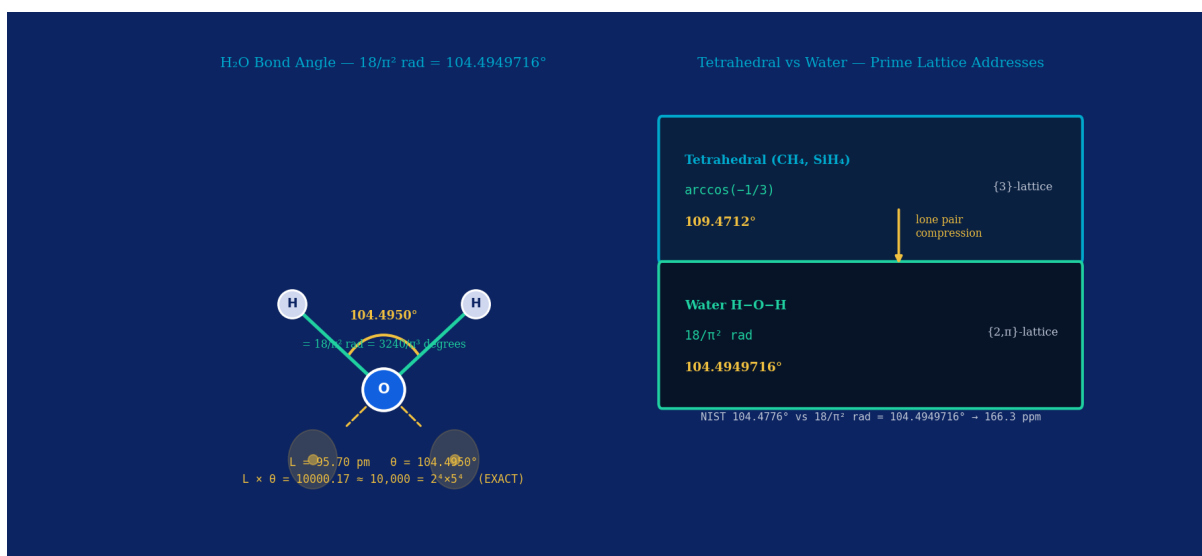 H₂O Bond Angle — 18/π² rad = 104.4949716°
H
H
104.4950°
= 18/π² rad = 3240/π³ degrees
O
L = 95.70 pm   θ = 104.4950°
L × θ = 10000.17 ≈ 10,000 = 2⁴×5⁴  (EXACT)
Tetrahedral vs Water — Prime Lattice Addresses
Tetrahedral (CH₄, SiH₄)
arccos(−1/3)
{3}-lattice
109.4712°
lone pair
compression
Water H−O−H
18/π² rad
{2,π}-lattice
104.4949716°
NIST 104.4776° vs 18/π² rad = 104.4949716° → 166.3 ppm